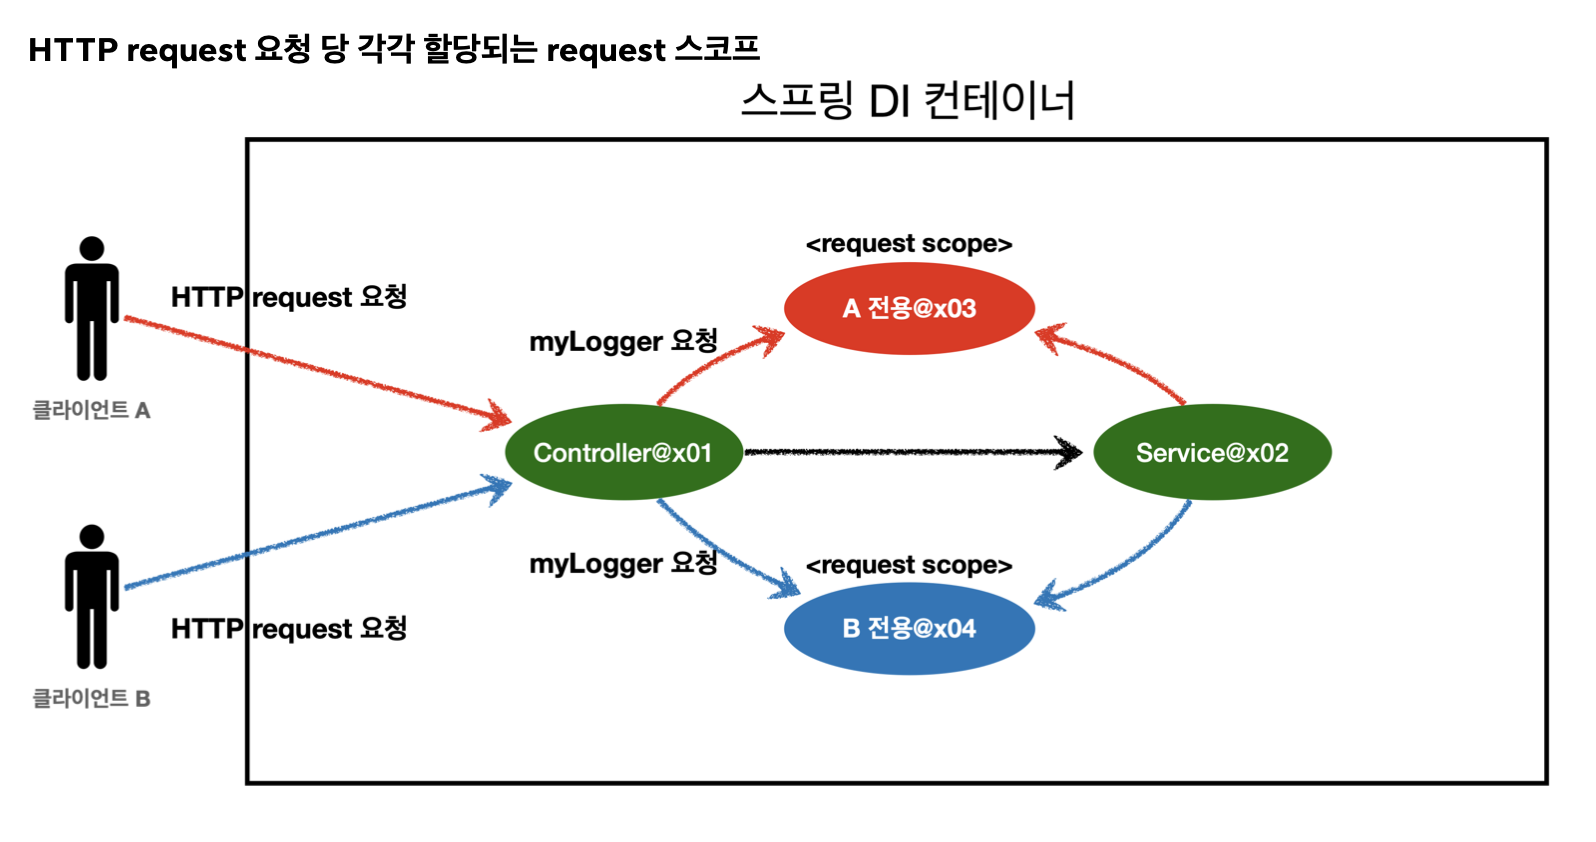 HTTP request 요청 당 각각 할당되는 request 스코프
스프링 DI 컨테이너
<request scope>
HTTP request 요청
A 전용@x03
myLogger 요청
클라이언트 A
Controller@x01
Service@x02
myLogger 요청
<request scope>
HTTP request 요청
B 전용@x04
클라이언트 B